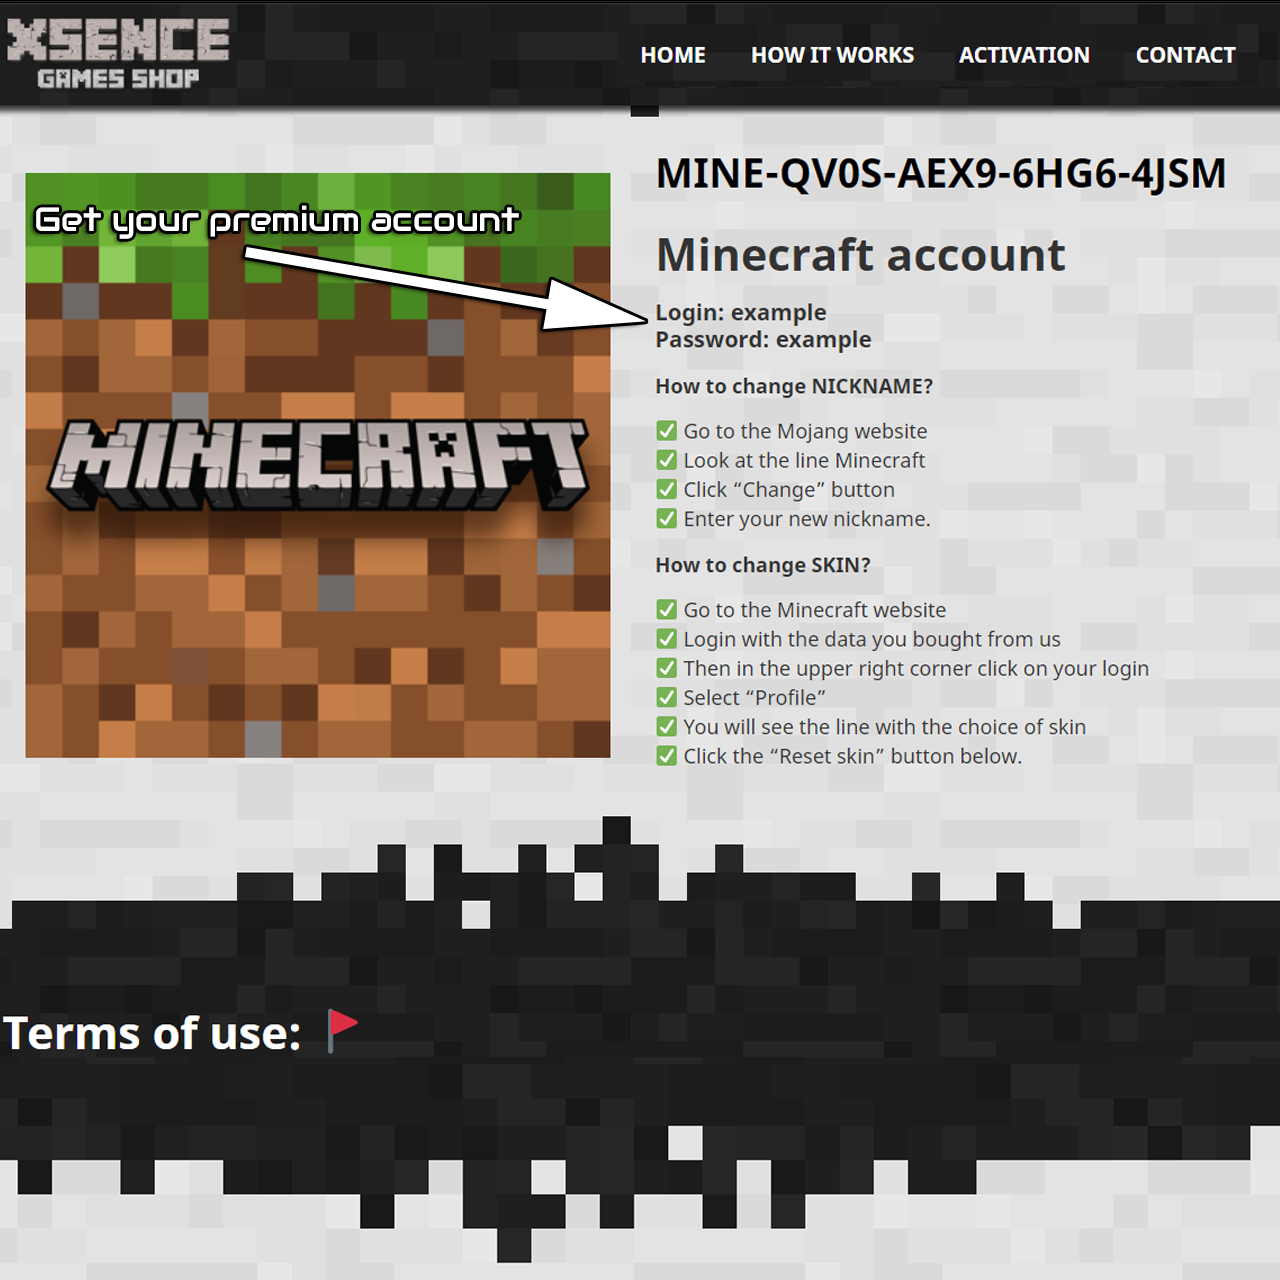 XSENCE
GAMES SHOP
HOME HOW IT WORKS ACTIVATION CONTACT
Get your premium account
MINECRAFT
MINE-QV0S-AEX9-6HG6-4JSM
Minecraft account
Login: example
Password: example
How to change NICKNAME?
✅ Go to the Mojang website
✅ Look at the line Minecraft
✅ Click “Change” button
✅ Enter your new nickname.
How to change SKIN?
✅ Go to the Minecraft website
✅ Login with the data you bought from us
✅ Then in the upper right corner click on your login
✅ Select “Profile”
✅ You will see the line with the choice of skin
✅ Click the “Reset skin” button below.
Terms of use: 🚩